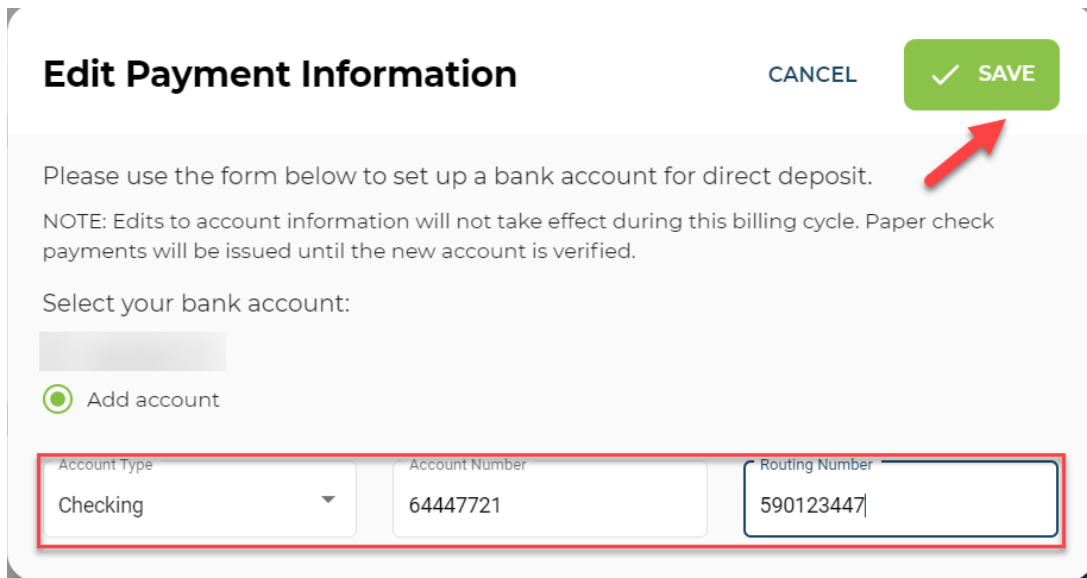 Edit Payment Information
CANCEL
SAVE
Please use the form below to set up a bank account for direct deposit.
NOTE: Edits to account information will not take effect during this billing cycle. Paper check
payments will be issued until the new account is verified.
Select your bank account:
Add account
Account Type
Checking
Account Number
64447721
Routing Number
590123447